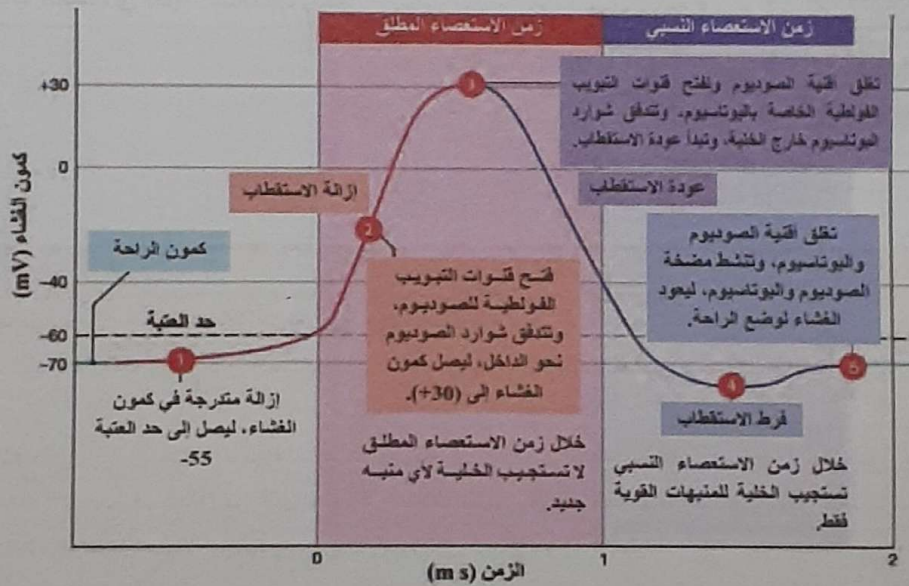 زمن الاستعصاء المطلق
زمن الاستعصاء النسبي
+30
0
-40
-60
-70
كمون الغشاء (mV)
تغلق أقنية الصوديوم وتفتح قنوات التبويب
الفولطية الخاصة بالبوتاسيوم، وتتدفق شوارد
البوتاسيوم خارج الخلية، وتبدأ عودة الاستقطاب.
إزالة الاستقطاب
عودة الاستقطاب
2
كمون الراحة
فتح قنوات التبويب
الفولطية للصوديوم،
وتتدفق شوارد الصوديوم
نحو الداخل، ليصل كمون
الغشاء إلى (30+).
تغلق أقنية الصوديوم
والبوتاسيوم، وتنشط مضخة
الصوديوم والبوتاسيوم، ليعود
الغشاء لوضع الراحة.
حد العتبة
1
إزالة متدرجة في كمون
الغشاء، ليصل إلى حد العتبة
-55
4
فرط الاستقطاب
خلال زمن الاستعصاء المطلق
لا تستجيب الخلية لأي منبه
جديد.
خلال زمن الاستعصاء النسبي
تستجيب الخلية للمنبهات القوية
فقط.
0
1
2
الزمن (m s)